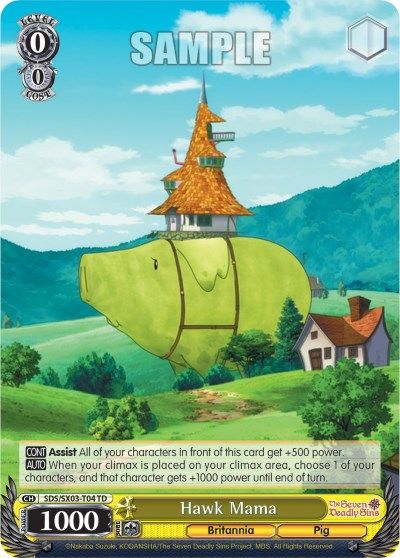 LEVEL
0
0
COST
SAMPLE
CONT Assist All of your characters in front of this card get +500 power.
AUTO When your climax is placed on your climax area, choose 1 of your
characters, and that character gets +1000 power until end of turn.
CH SDS/SX03-T04 TD
POWER 1000
SOUL
Hawk Mama
The Seven
Deadly Sins
Britannia
Pig
©Nakaba Suzuki, KODANSHA/The Seven Deadly Sins Project, MBS. All Rights Reserved.